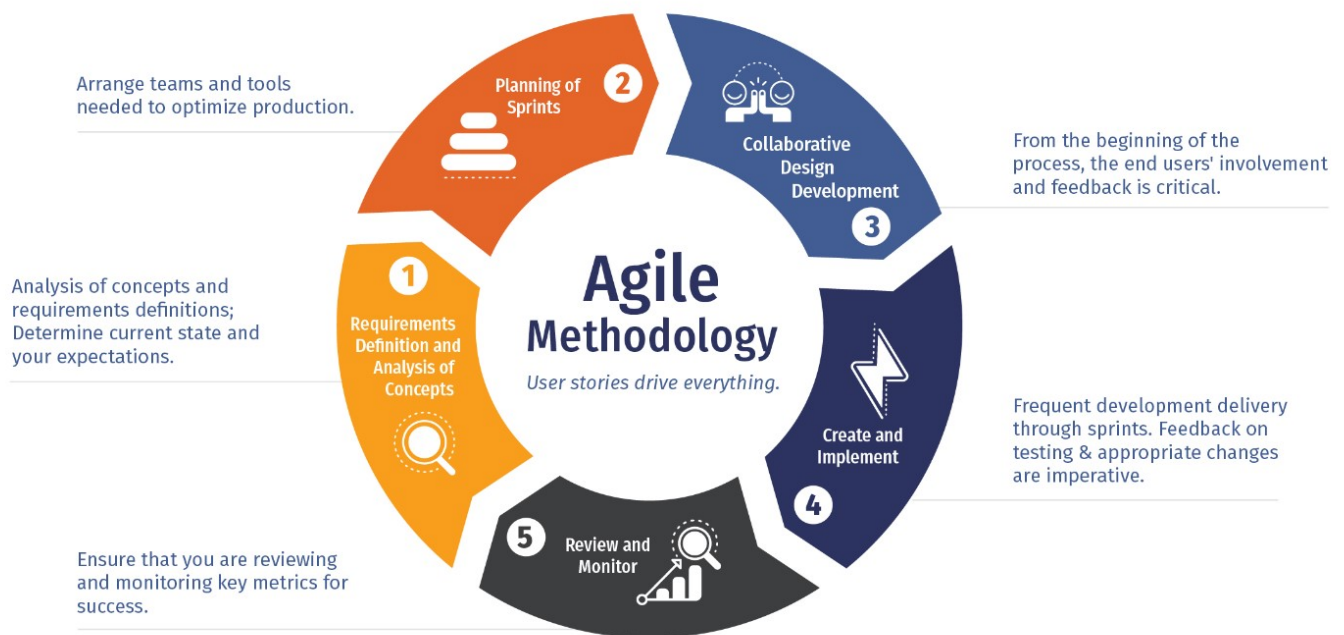 Agile
Methodology
User stories drive everything.
1
Requirements
Definition and
Analysis of
Concepts
Analysis of concepts and
requirements definitions;
Determine current state and
your expectations.
2
Planning of
Sprints
Arrange teams and tools
needed to optimize production.
Collaborative
Design
Development
3
From the beginning of the
process, the end users' involvement
and feedback is critical.
Create and
Implement
4
Frequent development delivery
through sprints. Feedback on
testing & appropriate changes
are imperative.
5
Review and
Monitor
Ensure that you are reviewing
and monitoring key metrics for
success.